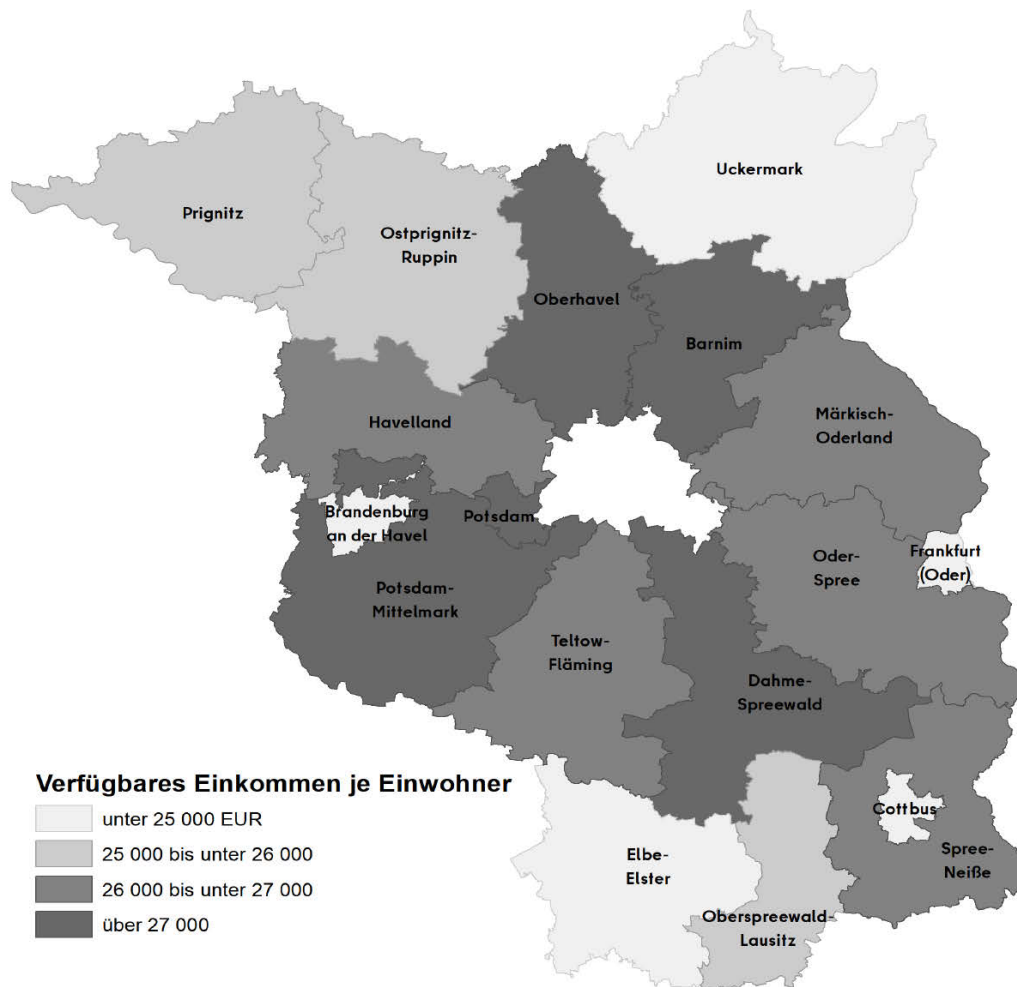 Uckermark
Prignitz
Ostprignitz-
Ruppin
Oberhavel
Barnim
Havelland
Märkisch-
Oderland
Brandenburg
an der Havel
Potsdam
Frankfurt
(Oder)
Oder-
Spree
Potsdam-
Mittelmark
Teltow-
Fläming
Dahme-
Spreewald
Cottbus
Spree-
Neiße
Elbe-
Elster
Oberspreewald-
Lausitz
Verfügbares Einkommen je Einwohner
unter 25 000 EUR
25 000 bis unter 26 000
26 000 bis unter 27 000
über 27 000